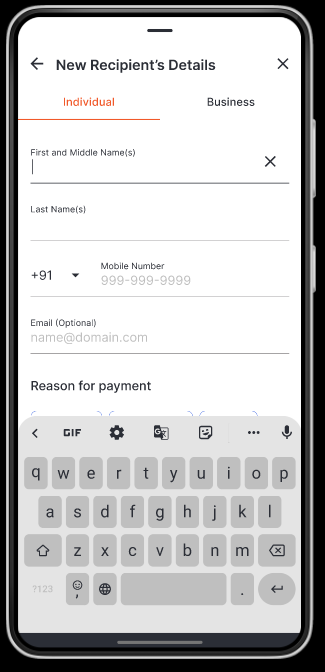 New Recipient's Details
Individual Business
First and Middle Name(s)
Last Name(s)
Mobile Number
+91 999-999-9999
Email (Optional)
name@domain.com
Reason for payment
GIF G
q w e r t y u i o p
a s d f g h j k l
z x c v b n m
?123 , .